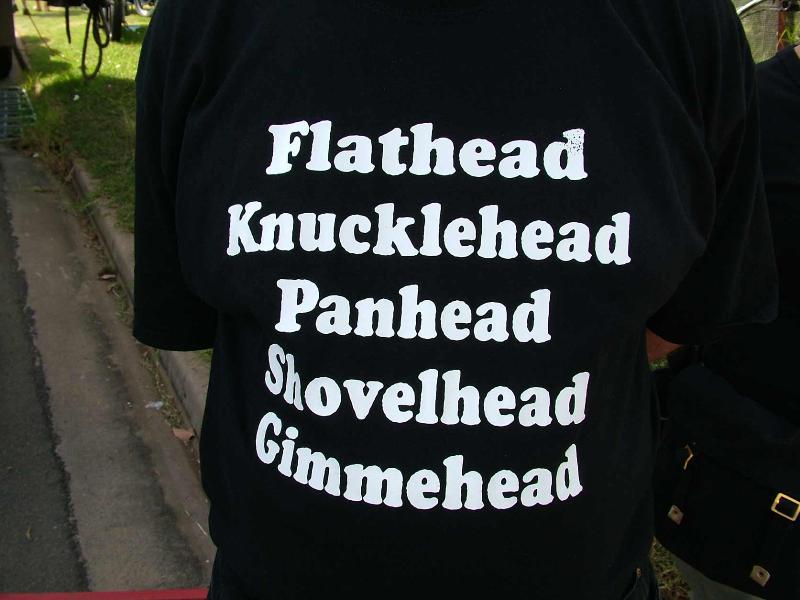 Flathead
Knucklehead
Panhead
Shovelhead
Gimmehead